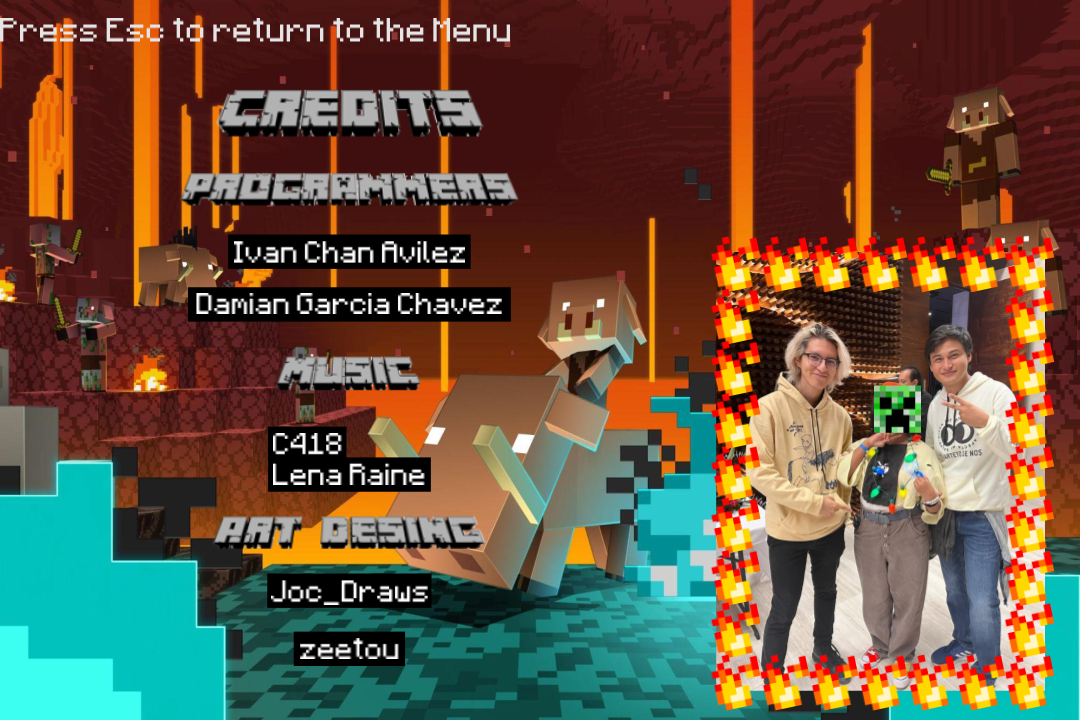 Press Esc to return to the Menu
CREDITS
PROGRAMMERS
Ivan Chan Avilez
Damian Garcia Chavez
MUSIC
C418
Lena Raine
ART DESING
Joc_Draws
zeetou